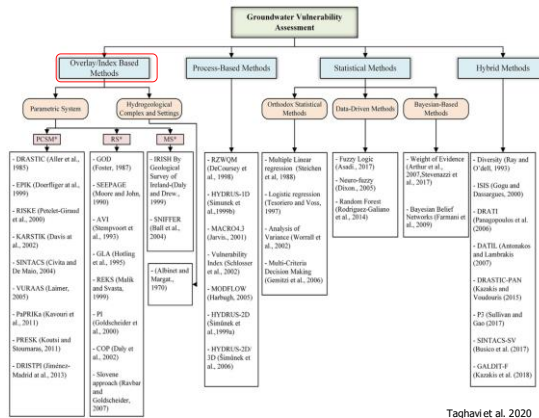 Groundwater Vulnerability
Assessment
Overlay/Index Based
Methods
Process-Based Methods
Statistical Methods
Hybrid Methods
Parametric System
Hydrogeological
Complex and Settings
Orthodox Statistical
Methods
Data-Driven Methods
Bayesian-Based
Methods
PCSM*
RS*
MS*
- DRASTIC (Aller et al.,
1985)
- EPIK (Doerfliger et al.,
1999)
- RISKE (Petelet-Giraud et
al., 2000)
- KARSTIK (Davis at
al., 2002)
- SINTACS (Civita and
De Maio, 2004)
- VURAAS (Laimer,
2005)
- PaPRIKa (Kavouri et
al., 2011)
- PRESK (Koutsi and
Stournaras, 2011)
- DRISTPI (Jiménez-
Madrid at al., 2013)
- GOD
(Foster, 1987)
- SEEPAGE
(Moore and John,
1990)
- AVI
(Stempvoort et al.,
1993)
- GLA (Hotling et
al., 1995)
- REKS (Malik
and Svasta,
1999)
- PI
(Goldscheider et
al., 2000)
- COP (Daly et
al., 2002)
- Slovene
approach (Ravbar
and
Goldscheider,
2007)
- IRISH By
Geological
Survey of
Ireland-(Daly
and Drew,
1999)
- SNIFFER
(Ball et al.,
2004)
- (Albinet and
Margat.,
1970)
- RZWQM
(DeCoursey et al.,
1998)
- HYDRUS-1D
(Simunek et al.,
1999b)
- MACRO4.3
(Jarvis, 2001)
- Vulnerability
Index (Schlosser
et al., 2002)
- MODFLOW
(Harbaugh, 2005)
- HYDRUS-2D
(Šimůnek et al.,
1999a)
- HYDRUS-2D/
3D (Šimůnek et
al., 2006)
- Multiple Linear
regression (Steichen et
al., 1988)
- Logistic regression
(Tesoriero and Voss,
1997)
- Analysis of
Variance (Worrall et al.,
2002)
- Multi-Criteria
Decision Making
(Gemitzi et al., 2006)
- Fuzzy Logic
(Asadi., 2017)
- Neuro-fuzzy
(Dixon, 2005)
- Random Forest
(Rodriguez-Galiano
et al., 2014)
- Weight of Evidence
(Arthur et al.,
2007,Stevenazzi et al.,
2017)
- Bayesian Belief
Networks (Farmani et
al., 2009)
- Diversity (Ray and
O'dell, 1993)
- ISIS (Gogu and
Dassargues, 2000)
- DRATI
(Panagopoulos et al.,
2006)
- DATIL
(Antonakos and
Lambrakis
(2007)
- DRASTIC-PAN
(Kazakis and
Voudouris (2015)
- P3 (Sullivan and
Gao (2017)
- SINTACS-SV
(Busico et al. (2017)
- GALDIT-F
(Kazakis et al. (2018)
Taghavi et al. 2020